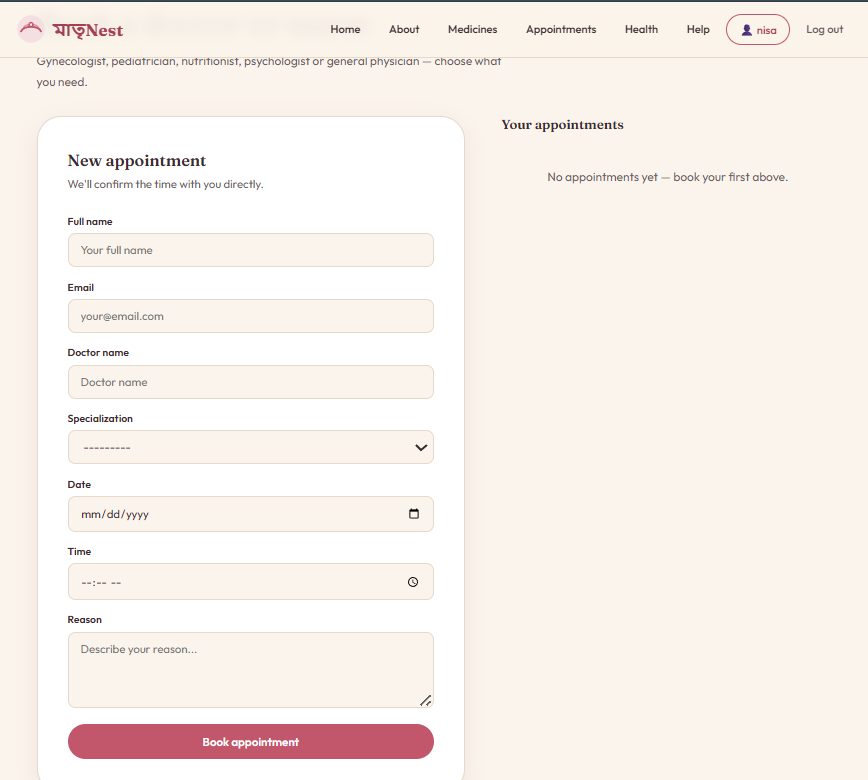 মাতৃNest
Home
About
Medicines
Appointments
Health
Help
nisa
Log out
Gynecologist, pediatrician, nutritionist, psychologist or general physician — choose what
you need.
New appointment
We'll confirm the time with you directly.
Full name
Your full name
Email
your@email.com
Doctor name
Doctor name
Specialization
---------
Date
mm/dd/yyyy
Time
--:-- --
Reason
Describe your reason...
Book appointment
Your appointments
No appointments yet — book your first above.